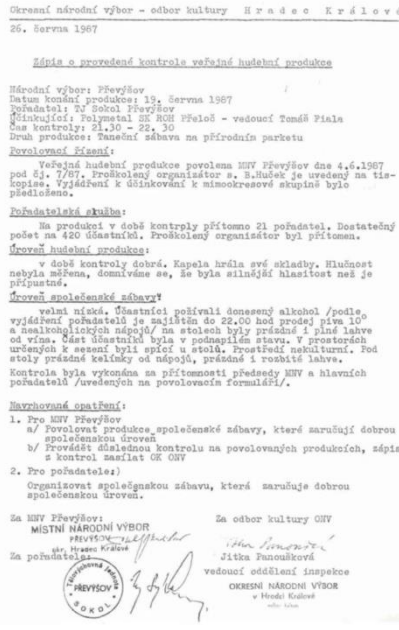 Okresní národní výbor - odbor kultury  H r a d e c  K r á l o v é
26. června 1987
Zápis o provedené kontrole veřejné hudební produkce
Národní výbor: Převýšov
Datum konání produkce: 19. června 1987
Pořadatel: TJ Sokol Převýšov
Účinkující: Polymetal SK ROH Přelоč - vedoucí Tomáš Fiala
Čas kontroly: 21.30 - 22. 30
Druh produkce: Taneční zábava na přírodním parketu
Povolovací řízení:
Veřejná hudební produkce povolena MNV Převýšov dne 4.6.1987
pod čj. 7/87. Proškolený organizátor s. B.Huček je uvedený na tis-
kopise. Vyjádření k účinkování k mimookresové skupině bylo
předloženo.
Pořadatelská služba:
Na produkci v době kontroly přítomno 21 pořadatel. Dostatečný
počet na 420 účastníků. Proškolený organizátor byl přítomen.
Úroveň hudební produkce:
v době kontroly dobrá. Kapela hrála své skladby. Hlučnost
nebyla měřena, domníváme se, že byla silnější hlasitost než je
přípustné.
Úroveň společenské zábavy:
velmi nízká. Účastníci požívali donesený alkohol /podle
vyjádření pořadatelů je zajištěn do 22.00 hod prodej piva 10°
a nealkoholických nápojů/ na stolech byly prázdné i plné lahve
od vína. Část účastníků byla v podnapilém stavu. V prostorách
určených k sezení byli spící u stolů. Prostředí nekulturní. Pod
stoly prázdné kelímky od nápojů, prázdné i rozbité lahve.
Kontrola byla vykonána za přítomnosti předsedy MNV a hlavních
pořadatelů /uvedených na povolovacím formuláři/.
Navrhovaná opatření:
1. Pro MNV Převýšov
a/ Povolovat produkce společenské zábavy, které zaručují dobrou
společenskou úroveň
b/ Provádět důslednou kontrolu na povolovaných produkcích, zápis
z kontrol zasílat OK ONV
2. Pro pořadatele:)
Organizovat společenskou zábavu, která zaručuje dobrou
společenskou úroveň.
Za MNV Převýšov:
Za odbor kultury ONV
MÍSTNÍ NÁRODNÍ VÝBOR
PŘEVÝŠOV
okr. Hradec Králové
Za pořadatele:
Jitka Panoušková
vedoucí oddělení inspekce
OKRESNÍ NÁRODNÍ VÝBOR
v Hradci Králové
Tělovýchovná jednota
PŘEVÝŠOV
SOKOL